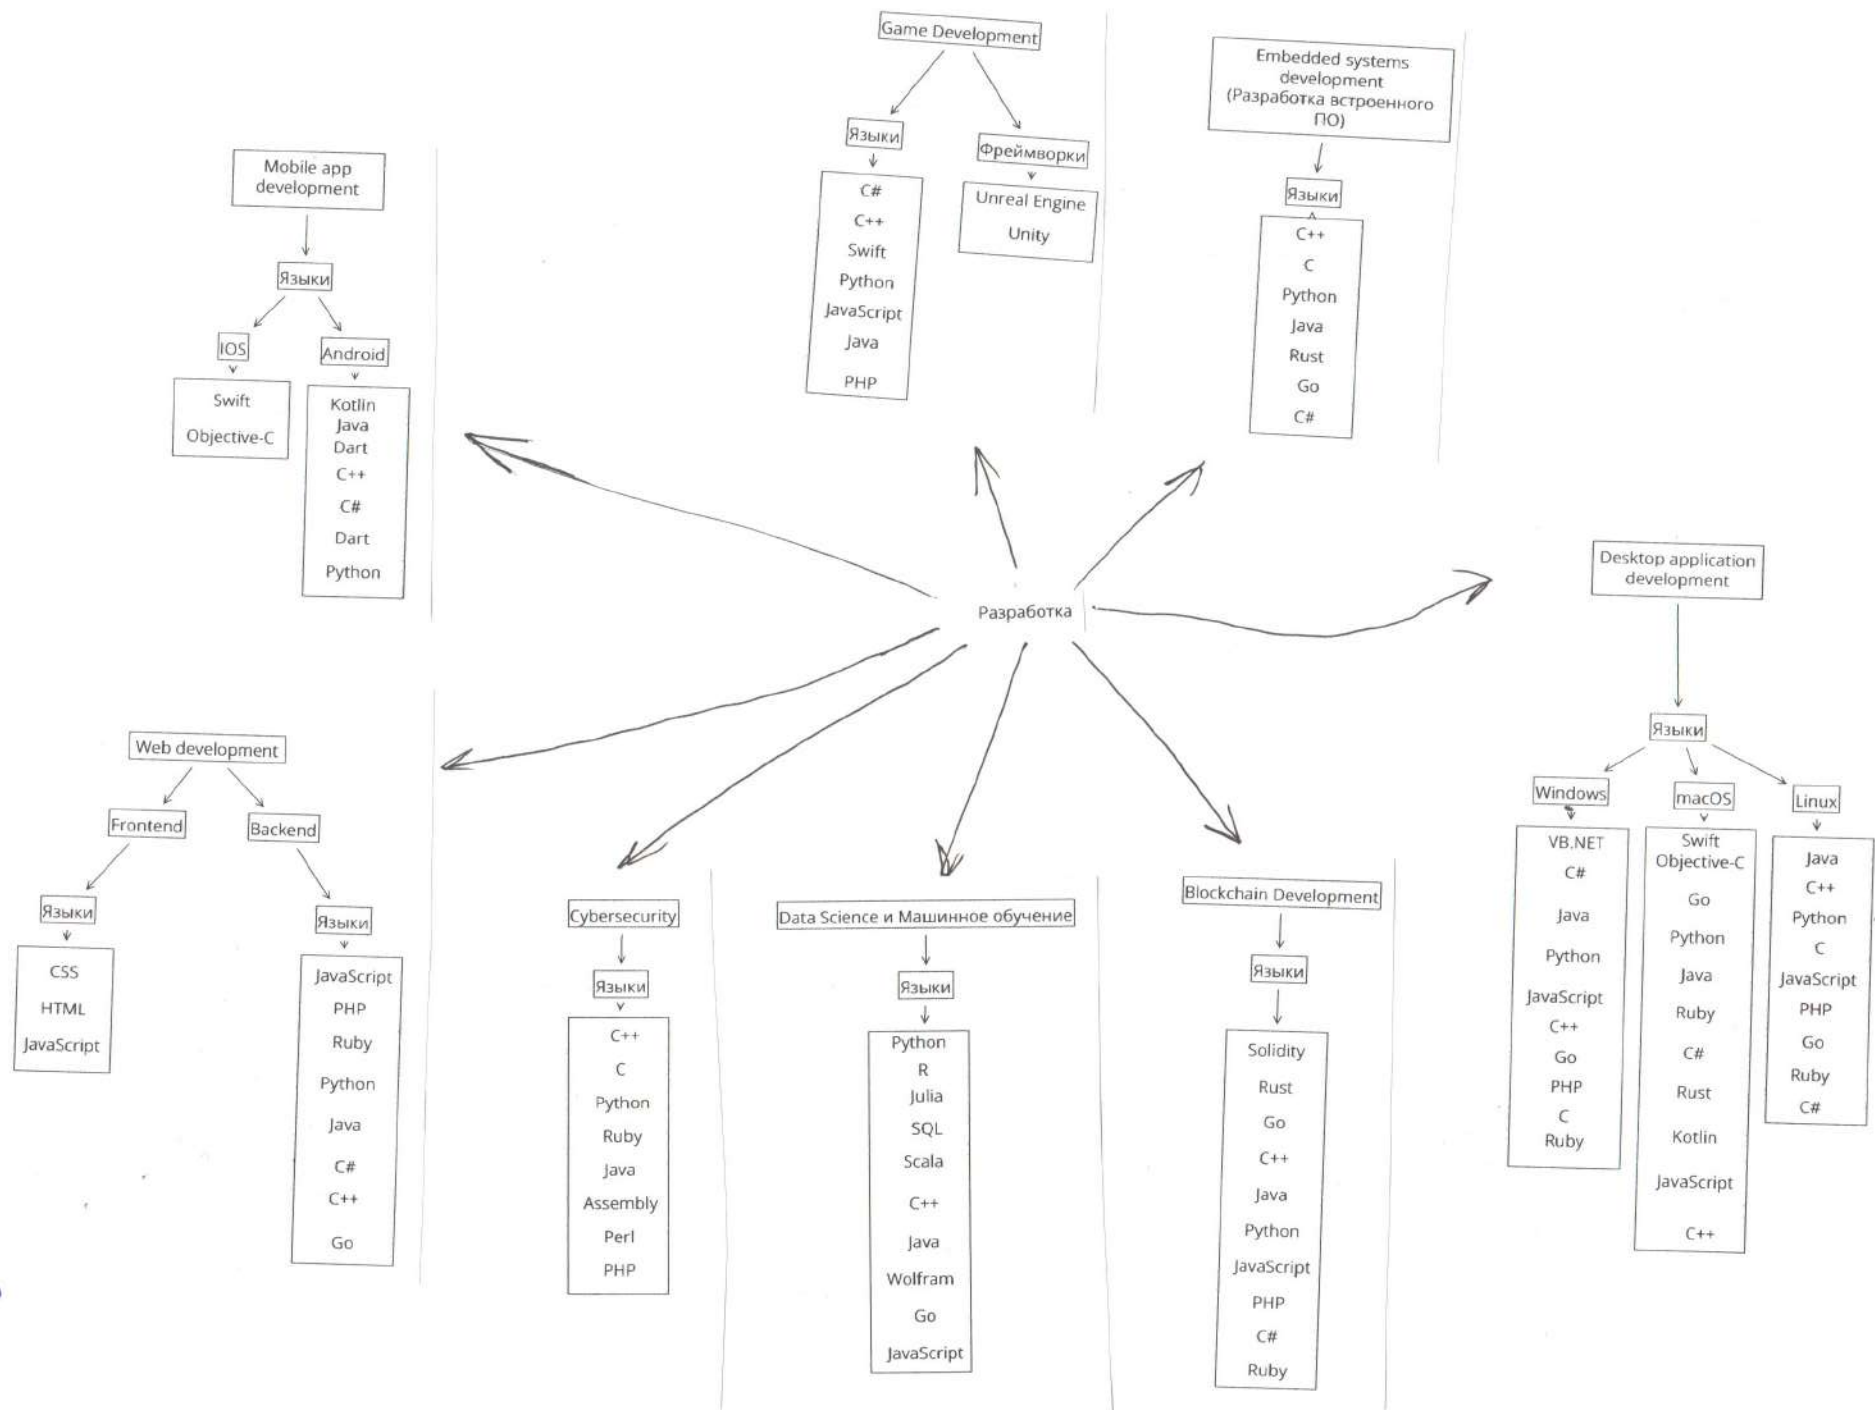 Game Development
Языки
Фреймворки
C#
C++
Swift
Python
JavaScript
Java
PHP
Unreal Engine
Unity
Embedded systems
development
(Разработка встроенного
ПО)
Языки
C++
C
Python
Java
Rust
Go
C#
Mobile app
development
Языки
IOS
Android
Swift
Objective-C
Kotlin
Java
Dart
C++
C#
Dart
Python
Разработка
Desktop application
development
Языки
Windows
macOS
Linux
VB.NET
C#
Java
Python
JavaScript
C++
Go
PHP
C
Ruby
Swift
Objective-C
Go
Python
Java
Ruby
C#
Rust
Kotlin
JavaScript
C++
Java
C++
Python
C
JavaScript
PHP
Go
Ruby
C#
Web development
Frontend
Backend
Языки
CSS
HTML
JavaScript
Языки
JavaScript
PHP
Ruby
Python
Java
C#
C++
Go
Cybersecurity
Языки
C++
C
Python
Ruby
Java
Assembly
Perl
PHP
Data Science и Машинное обучение
Языки
Python
R
Julia
SQL
Scala
C++
Java
Wolfram
Go
JavaScript
Blockchain Development
Языки
Solidity
Rust
Go
C++
Java
Python
JavaScript
PHP
C#
Ruby